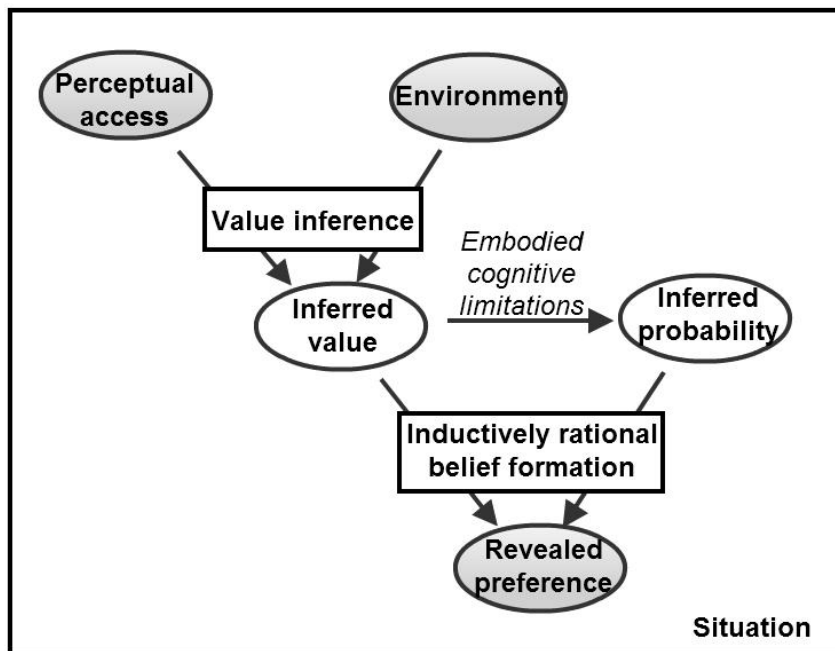 Perceptual
access
Environment
Value inference
Embodied
cognitive
limitations
Inferred
value
Inferred
probability
Inductively rational
belief formation
Revealed
preference
Situation